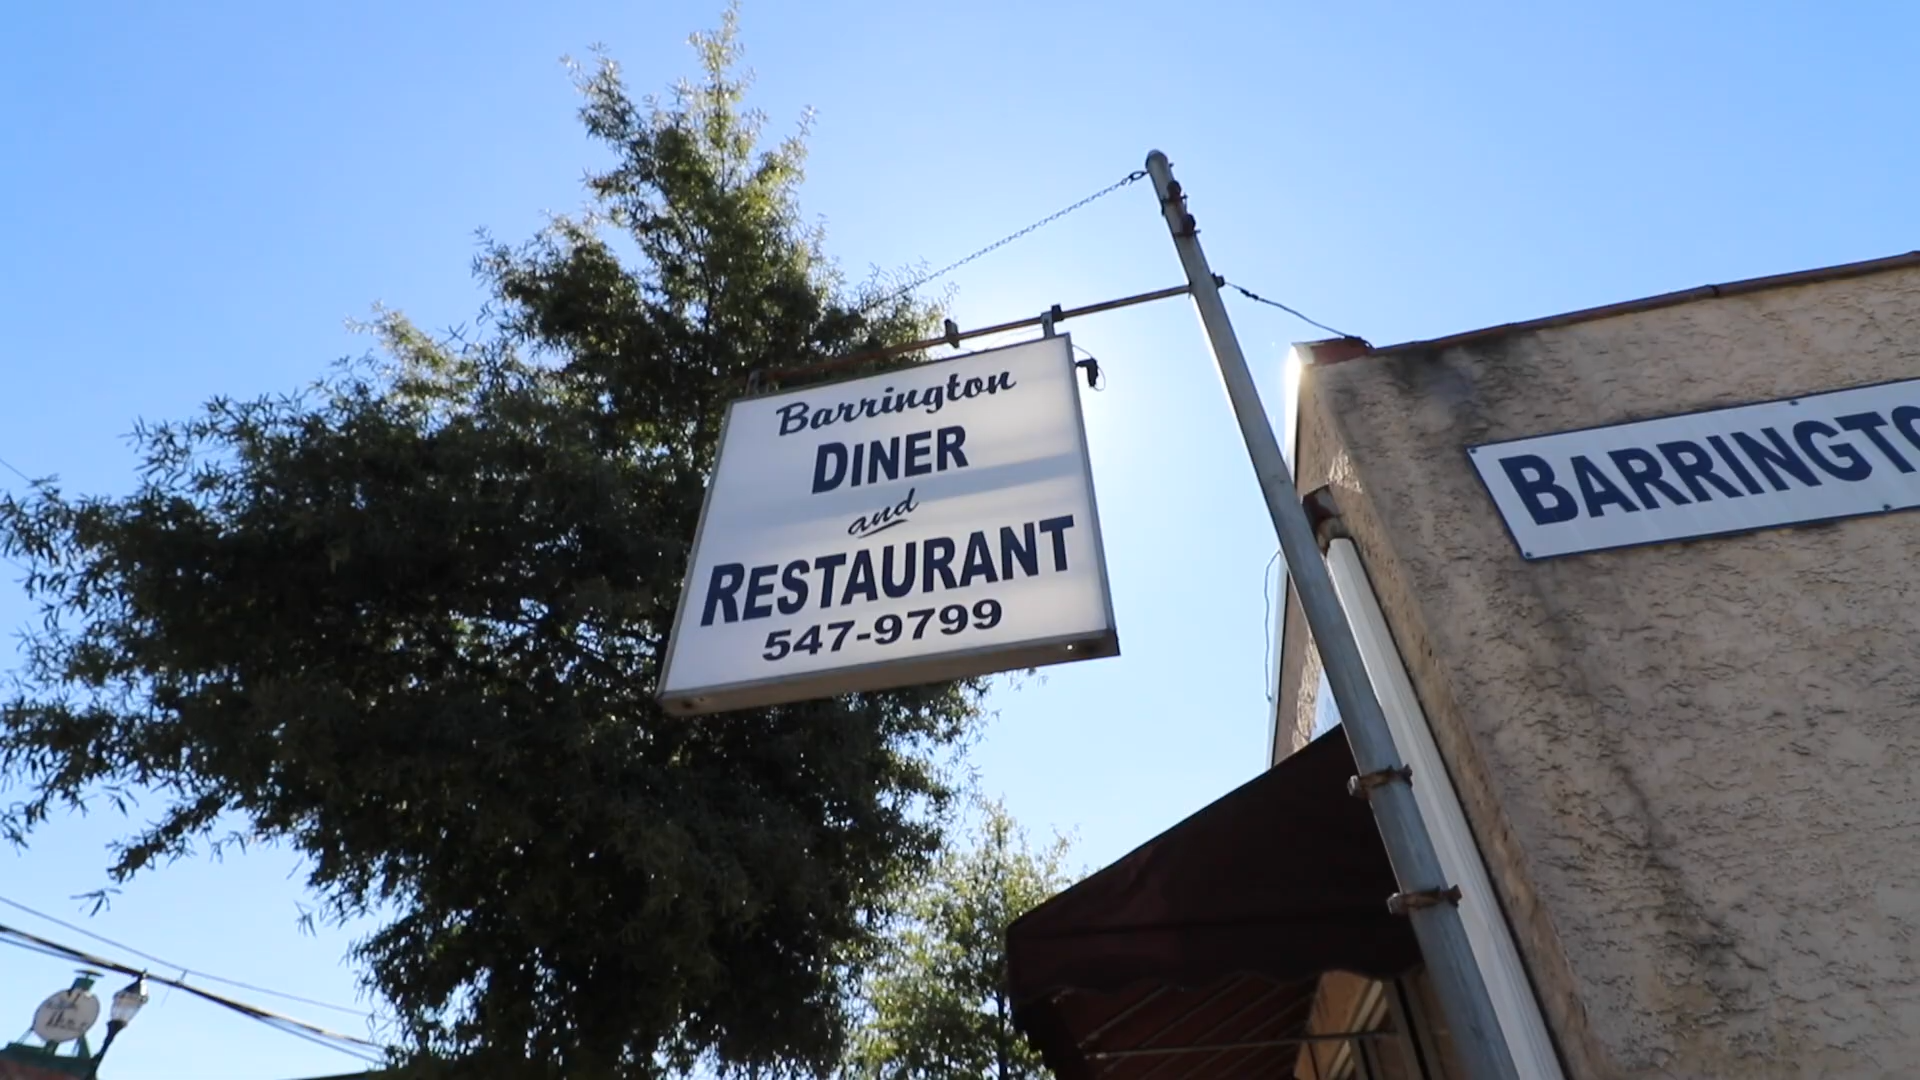 Barrington
DINER
and
RESTAURANT
547-9799
BARRINGTO